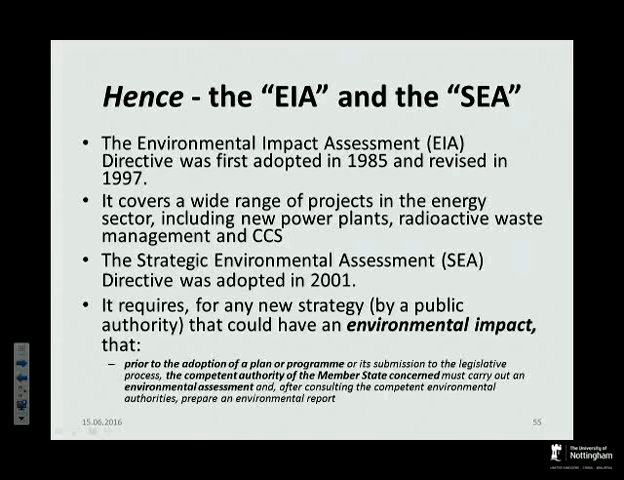 Hence - the “EIA” and the “SEA”
• The Environmental Impact Assessment (EIA)
Directive was first adopted in 1985 and revised in
1997.
• It covers a wide range of projects in the energy
sector, including new power plants, radioactive waste
management and CCS
• The Strategic Environmental Assessment (SEA)
Directive was adopted in 2001.
• It requires, for any new strategy (by a public
authority) that could have an environmental impact,
that:
– prior to the adoption of a plan or programme or its submission to the legislative
process, the competent authority of the Member State concerned must carry out an
environmental assessment and, after consulting the competent environmental
authorities, prepare an environmental report
15.06.2016
55
The University of
Nottingham
UNITED KINGDOM · CHINA · MALAYSIA